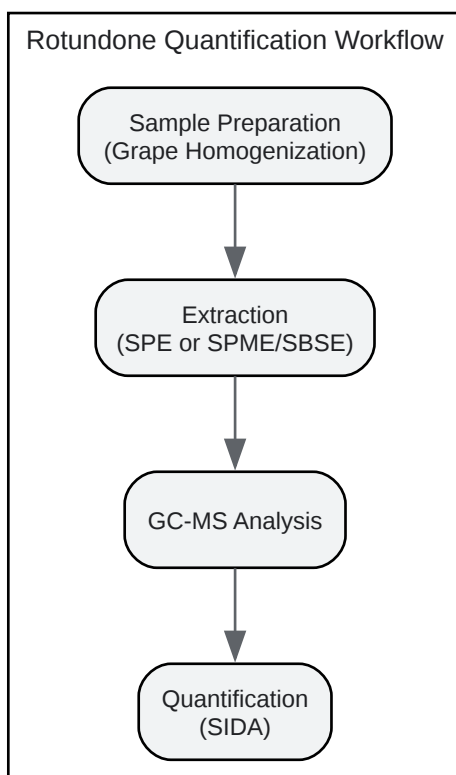 Rotundone Quantification Workflow
Sample Preparation
(Grape Homogenization)
Extraction
(SPE or SPME/SBSE)
GC-MS Analysis
Quantification
(SIDA)